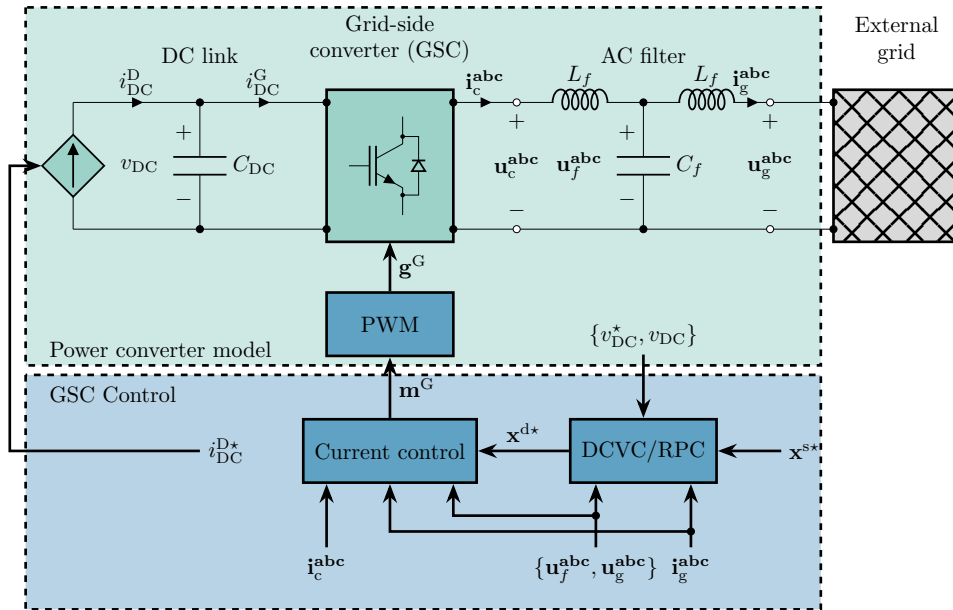 Grid-side
converter (GSC)
External
grid
DC link
AC filter
i_DC^D
i_DC^G
i_c^abc
L_f
L_f
i_g^abc
+
+
+
+
v_DC
C_DC
u_c^abc
u_f^abc
C_f
u_g^abc
−
−
−
−
g^G
PWM
Power converter model
{v_DC^⋆, v_DC}
GSC Control
m^G
i_DC^D⋆
Current control
x^d⋆
DCVC/RPC
x^s⋆
i_c^abc
{u_f^abc, u_g^abc}
i_g^abc